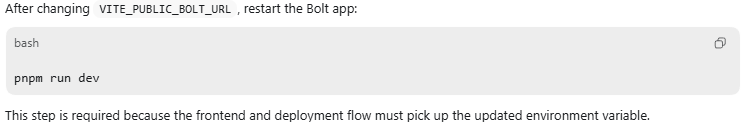 After changing VITE_PUBLIC_BOLT_URL, restart the Bolt app:
bash
pnpm run dev
This step is required because the frontend and deployment flow must pick up the updated environment variable.